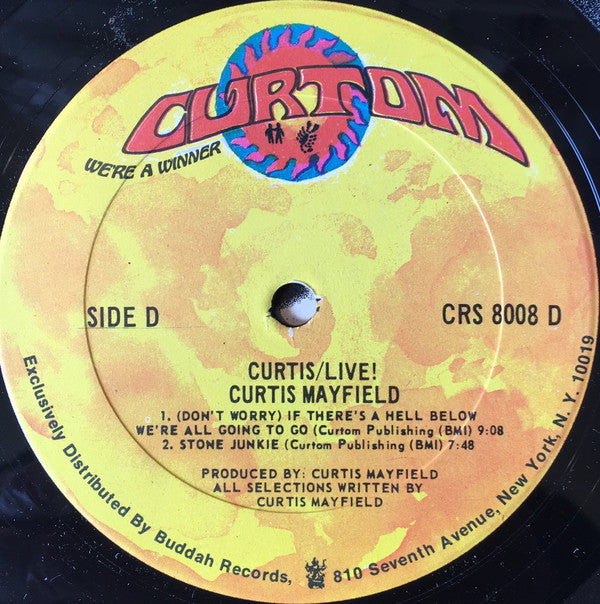 CURTOM
WE'RE A WINNER
SIDE D
CRS 8008 D
CURTIS/LIVE!
CURTIS MAYFIELD
1. (DON'T WORRY) IF THERE'S A HELL BELOW
WE'RE ALL GOING TO GO (Curtom Publishing (BMI) 9:08
2. STONE JUNKIE (Curtom Publishing (BMI) 7:48
PRODUCED BY: CURTIS MAYFIELD
ALL SELECTIONS WRITTEN BY
CURTIS MAYFIELD
Exclusively Distributed By Buddah Records, 810 Seventh Avenue, New York, N. Y. 10019